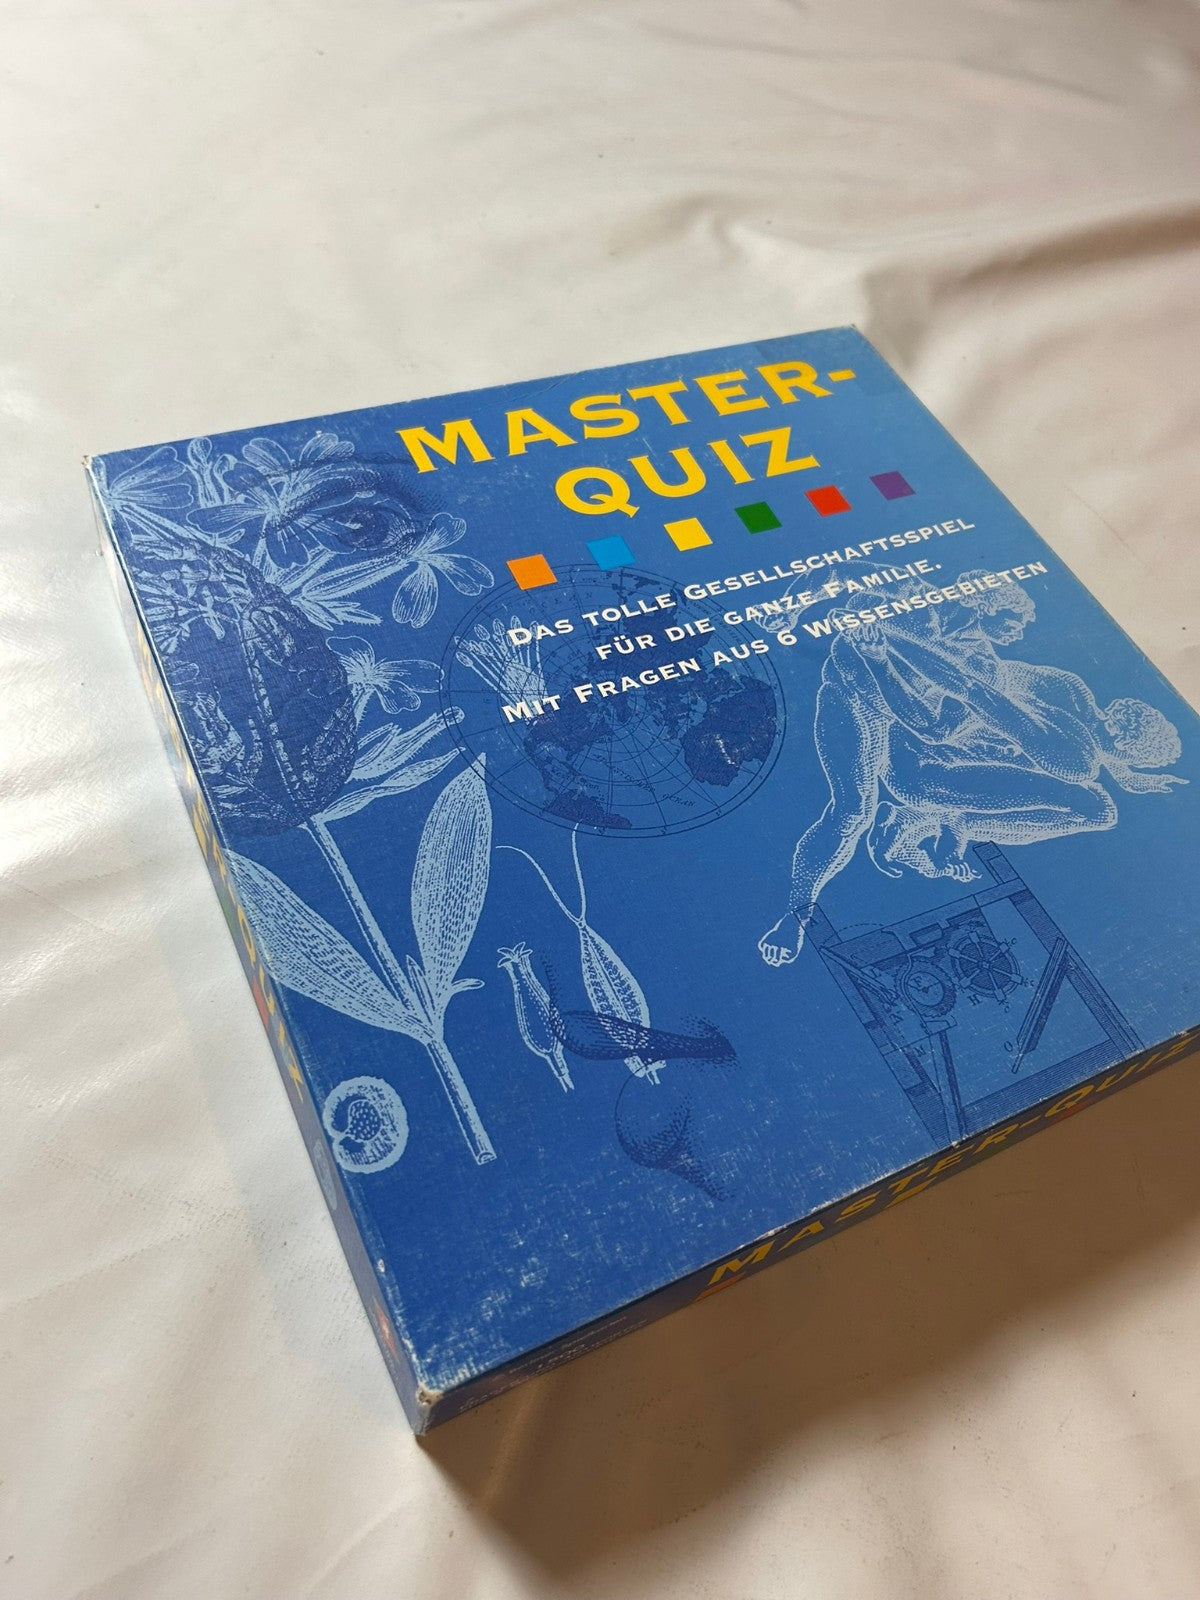 MASTER-
QUIZ
DAS TOLLE GESELLSCHAFTSSPIEL
FÜR DIE GANZE FAMILIE.
MIT FRAGEN AUS 6 WISSENSGEBIETEN
MASTER-QUIZ